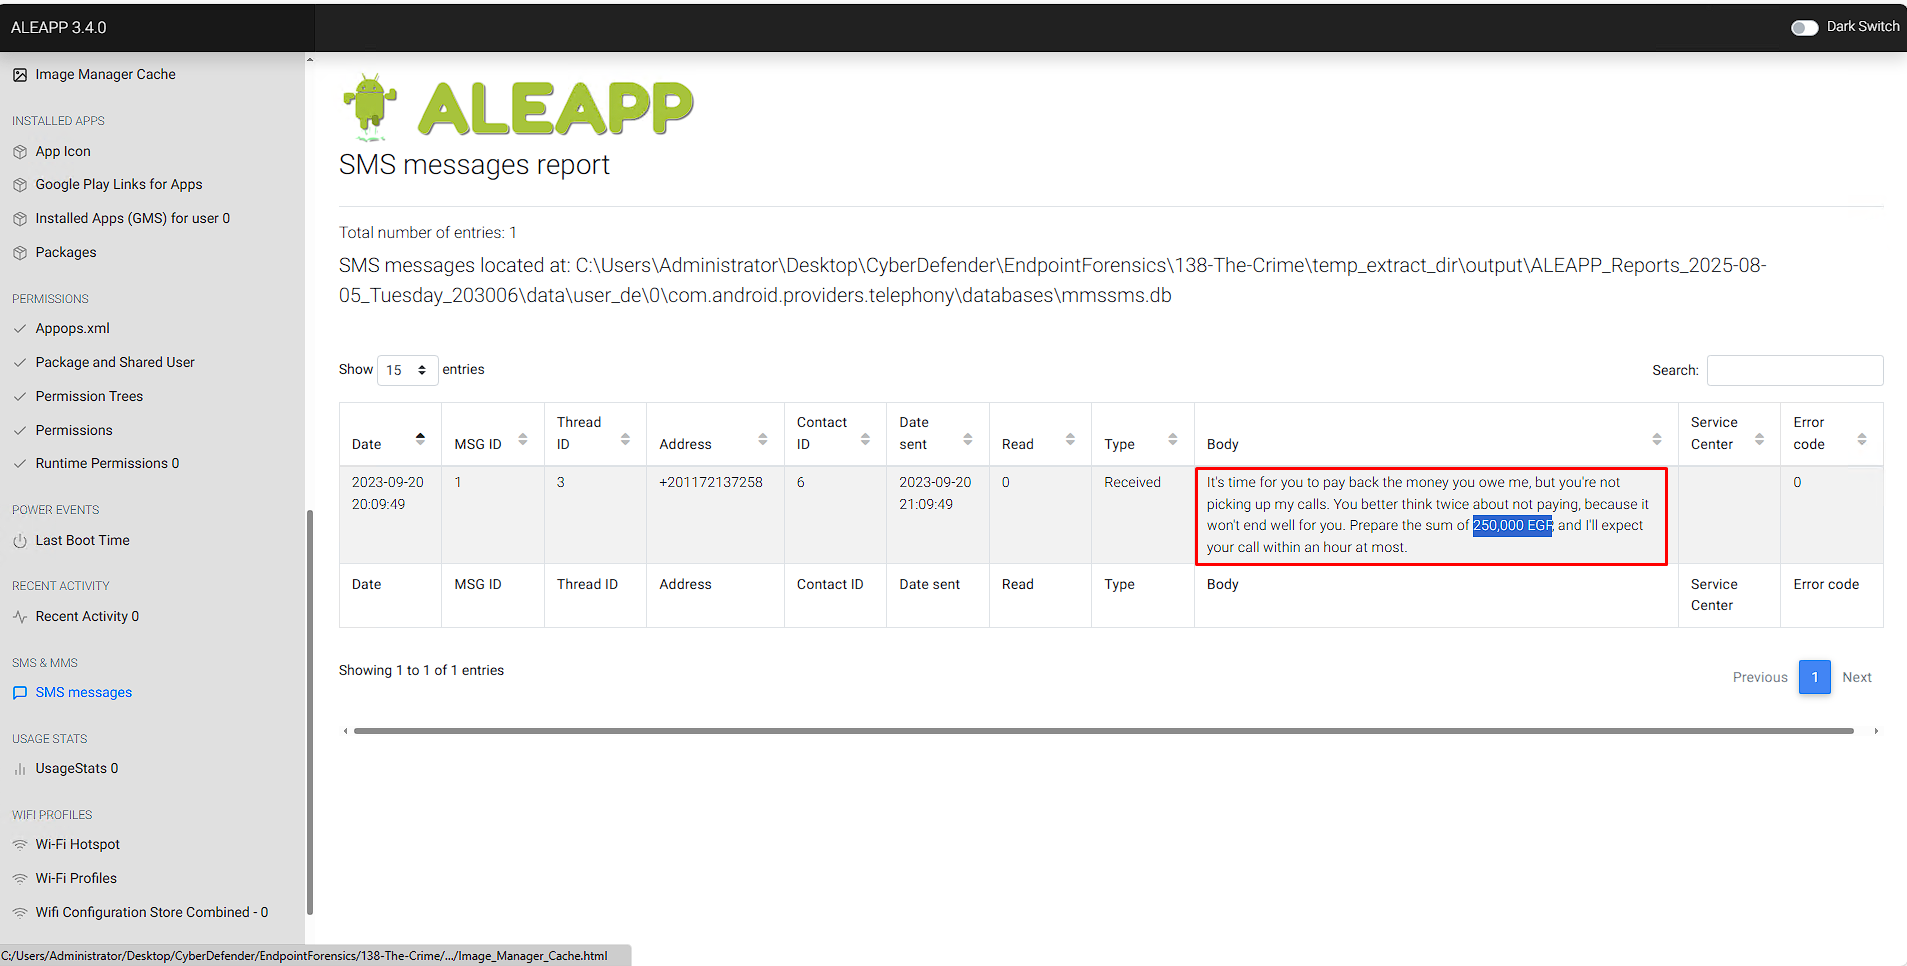 ALEAPP 3.4.0
Dark Switch
Image Manager Cache
INSTALLED APPS
App Icon
Google Play Links for Apps
Installed Apps (GMS) for user 0
Packages
PERMISSIONS
Appops.xml
Package and Shared User
Permission Trees
Permissions
Runtime Permissions 0
POWER EVENTS
Last Boot Time
RECENT ACTIVITY
Recent Activity 0
SMS & MMS
SMS messages
USAGE STATS
UsageStats 0
WIFI PROFILES
Wi-Fi Hotspot
Wi-Fi Profiles
Wifi Configuration Store Combined - 0
ALEAPP
SMS messages report
Total number of entries: 1
SMS messages located at: C:\Users\Administrator\Desktop\CyberDefender\EndpointForensics\138-The-Crime\temp_extract_dir\output\ALEAPP_Reports_2025-08-
05_Tuesday_203006\data\user_de\0\com.android.providers.telephony\databases\mmssms.db
Show 15 entries
Search:
Date MSG ID Thread ID Address Contact ID Date sent Read Type Body Service Center Error code
2023-09-20 20:09:49 1 3 +201172137258 6 2023-09-20 21:09:49 0 Received
It's time for you to pay back the money you owe me, but you're not
picking up my calls. You better think twice about not paying, because it
won't end well for you. Prepare the sum of 250,000 EGP, and I'll expect
your call within an hour at most.
0
Date MSG ID Thread ID Address Contact ID Date sent Read Type Body Service Center Error code
Showing 1 to 1 of 1 entries
Previous 1 Next
C:/Users/Administrator/Desktop/CyberDefender/EndpointForensics/138-The-Crime/.../Image_Manager_Cache.html